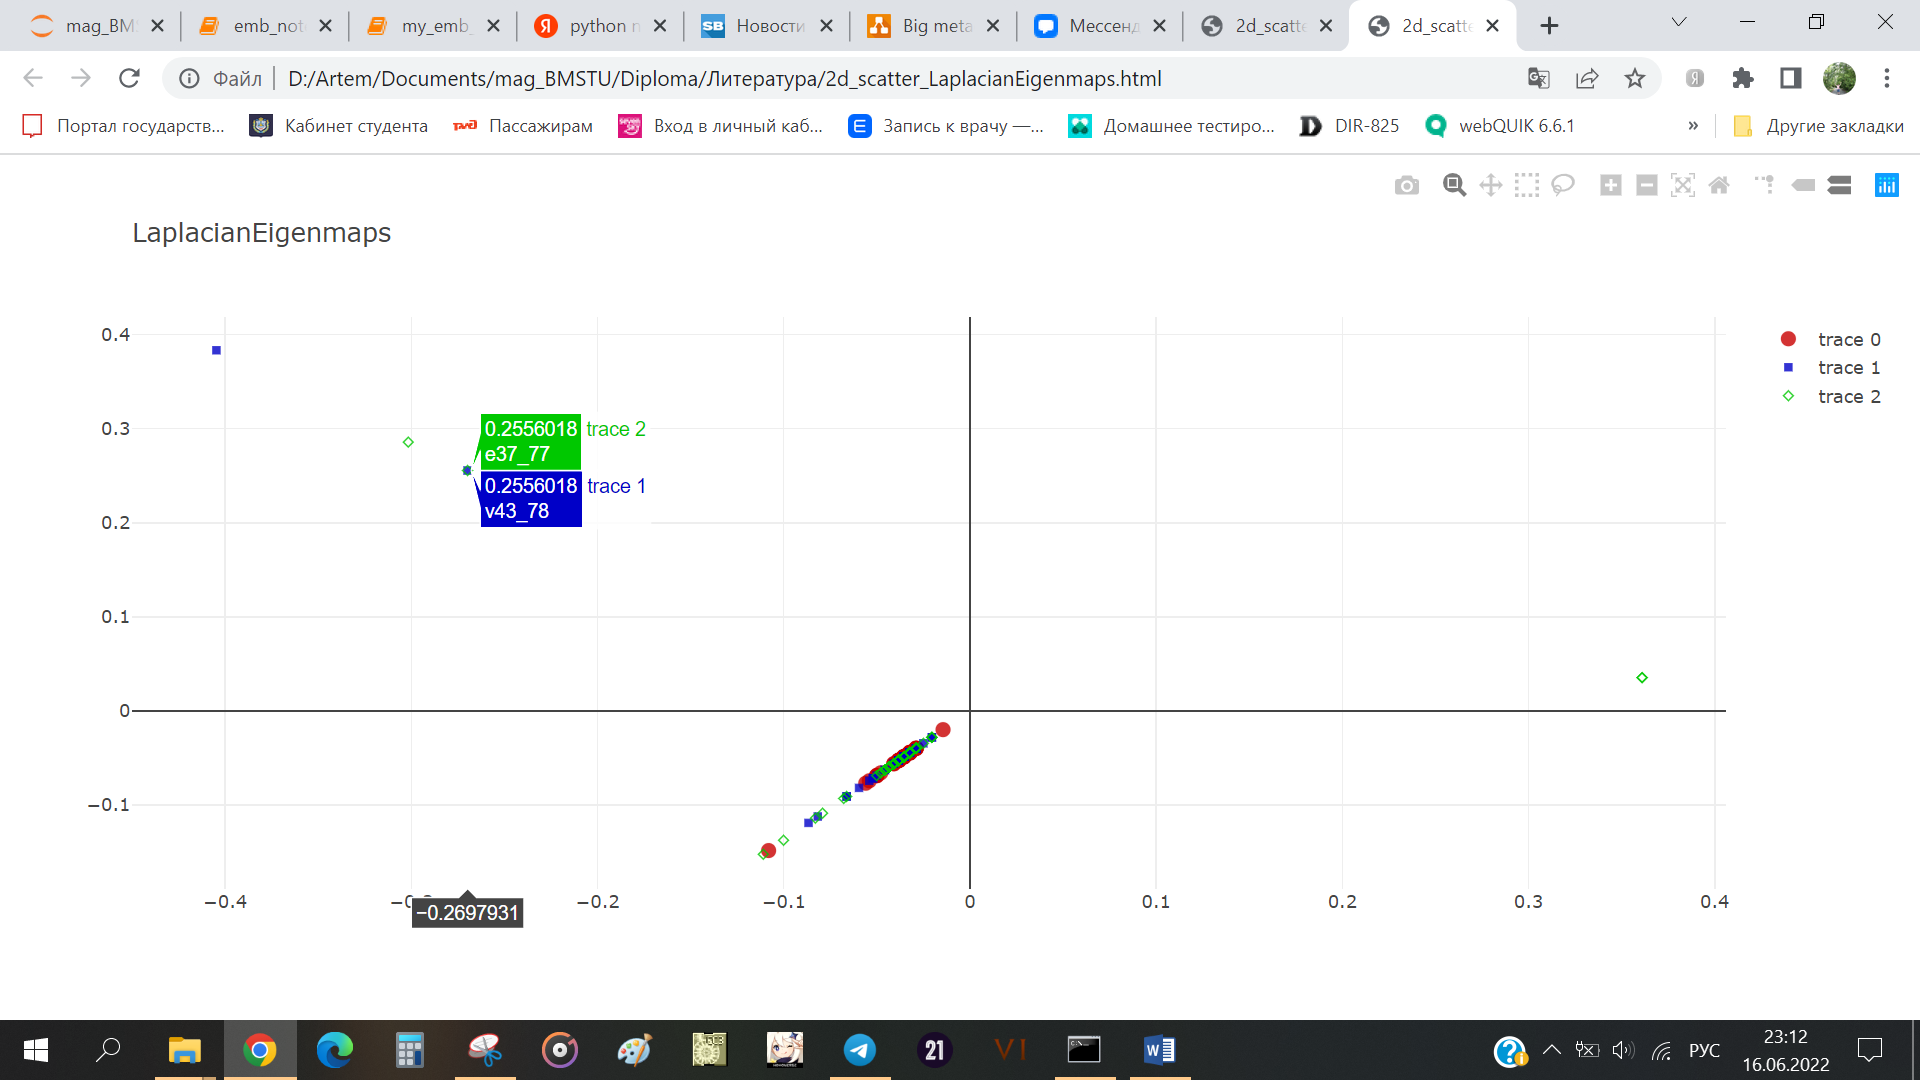 mag_BM
emb_not
my_emb_
python n
Новости
Big meta
Мессенд
2d_scatte
2d_scatte
Файл
D:/Artem/Documents/mag_BMSTU/Diploma/Литература/2d_scatter_LaplacianEigenmaps.html
Портал государств...
Кабинет студента
Пассажирам
Вход в личный каб...
Запись к врачу —...
Домашнее тестиро...
DIR-825
webQUIK 6.6.1
»
Другие закладки
LaplacianEigenmaps
0.4
0.3
0.2
0.1
0
−0.1
0.2556018
e37_77
trace 2
0.2556018
v43_78
trace 1
trace 0
trace 1
trace 2
−0.4
−0.2697931
−0.2
−0.1
0
0.1
0.2
0.3
0.4
21
VI
РУС
23:12
16.06.2022